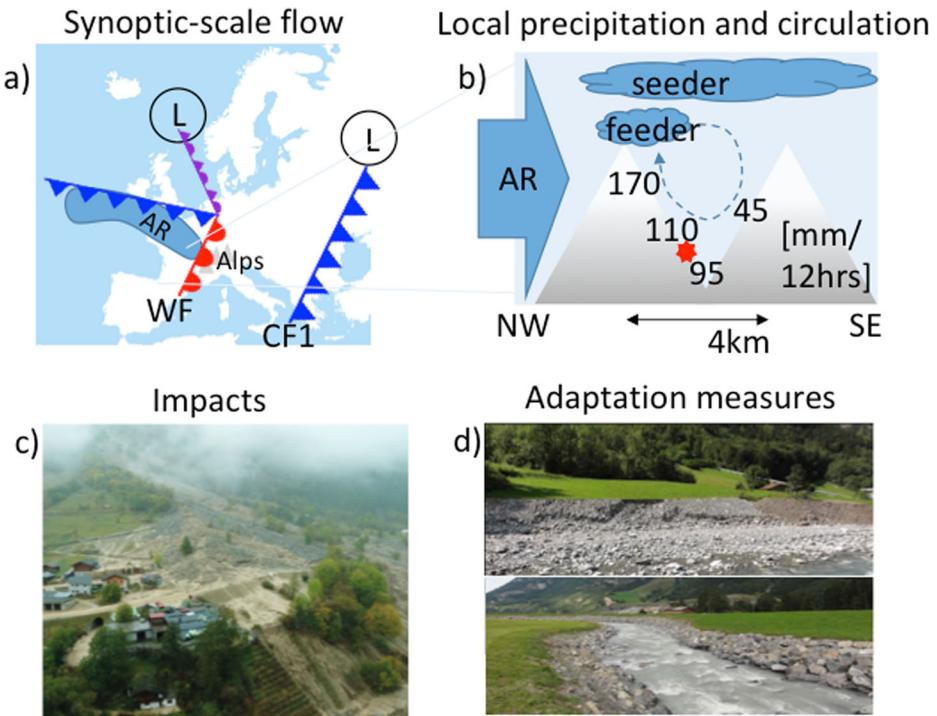 Synoptic-scale flow
a)
L
L
AR
Alps
WF
CF1
Local precipitation and circulation
b)
seeder
feeder
AR
170
45
110
[mm/
95
12hrs]
NW
SE
4km
Impacts
c)
Adaptation measures
d)